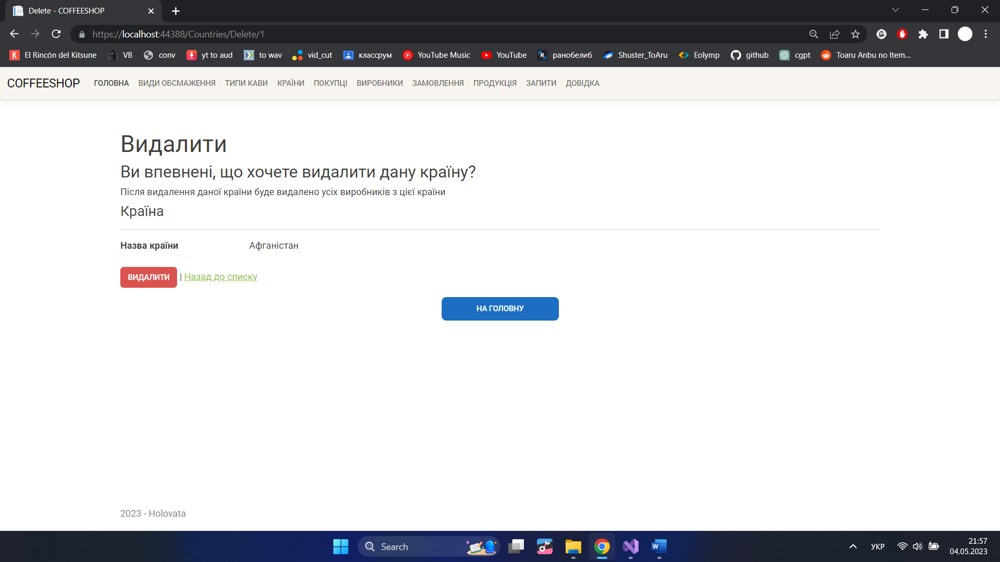 Delete - COFFEESHOP
https://localhost:44388/Countries/Delete/1
El Rincón del Kitsune VB conv yt to aud to wav vid_cut классрум YouTube Music YouTube ранобелиб Shuster_ToAru Eolymp github cgpt Toaru Anbu no Item...
COFFEESHOP ГОЛОВНА ВИДИ ОБСМАЖЕННЯ ТИПИ КАВИ КРАЇНИ ПОКУПЦІ ВИРОБНИКИ ЗАМОВЛЕННЯ ПРОДУКЦІЯ ЗАПИТИ ДОВІДКА
Видалити
Ви впевнені, що хочете видалити дану країну?
Після видалення даної країни буде видалено усіх виробників з цієї країни
Країна
Назва країни Афганістан
ВИДАЛИТИ | Назад до списку
НА ГОЛОВНУ
2023 - Holovata
Search
УКР
21:57
04.05.2023